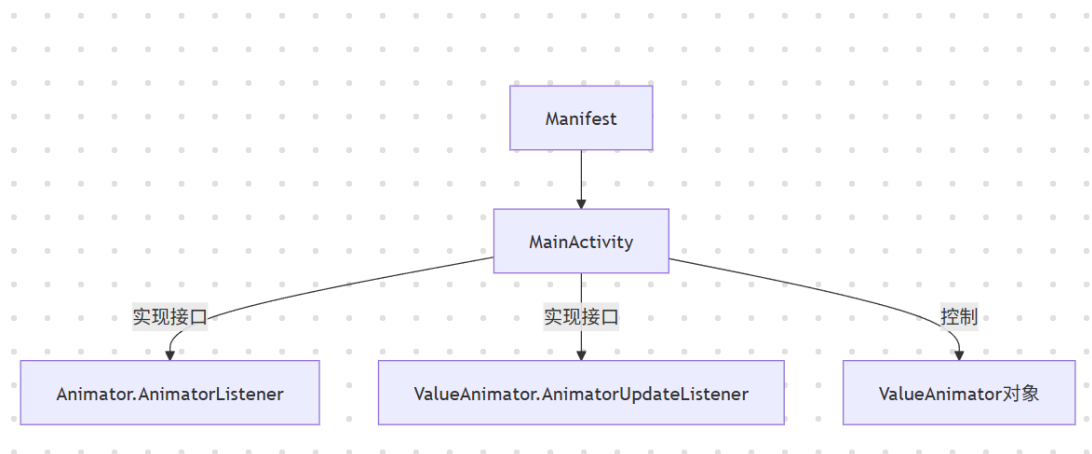 Manifest
MainActivity
实现接口
实现接口
控制
Animator.AnimatorListener
ValueAnimator.AnimatorUpdateListener
ValueAnimator对象